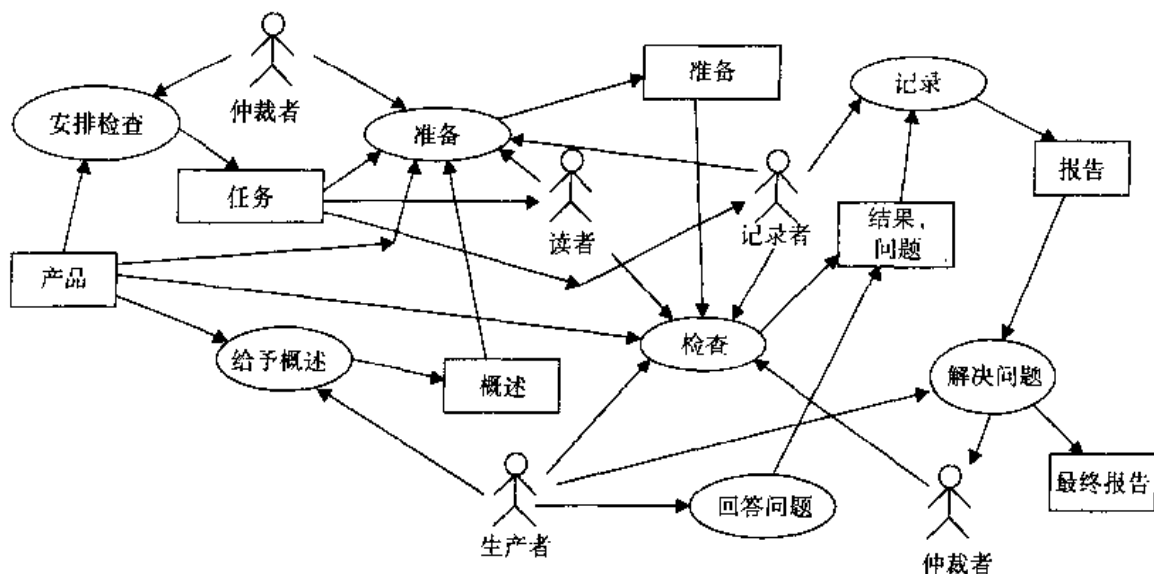 准备
记录
仲裁者
安排检查
准备
报告
任务
读者
记录者
结果，
问题
产品
给予概述
概述
检查
解决问题
最终报告
生产者
回答问题
仲裁者